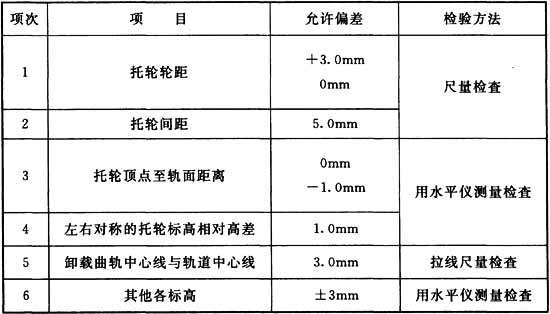 项次 项 目 允许偏差 检验方法
1 托轮轮距 +3.0mm 0mm 尺量检查
2 托轮间距 5.0mm
3 托轮顶点至轨面距离 0mm -1.0mm 用水平仪测量检查
4 左右对称的托轮标高相对高差 1.0mm
5 卸载曲轨中心线与轨道中心线 3.0mm 拉线尺量检查
6 其他各标高 ±3mm 用水平仪测量检查